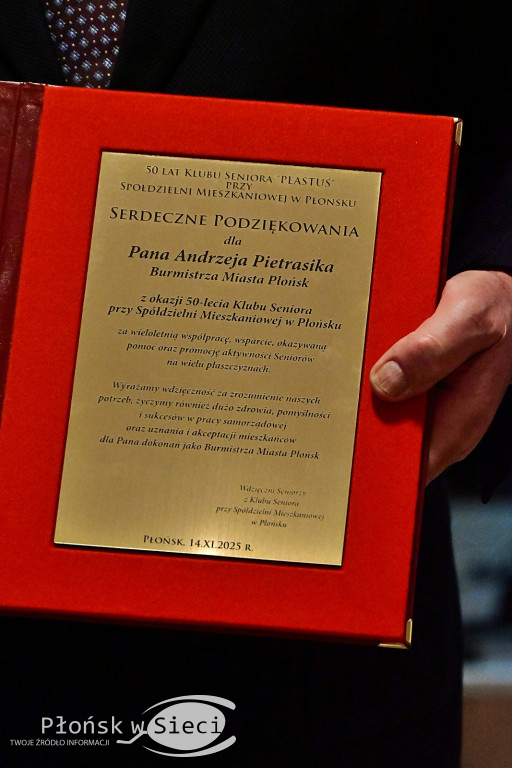 50 lat Klubu Seniora "PLASTUŚ"
przy
Spółdzielni Mieszkaniowej w Płońsku
Serdeczne Podziękowania
dla
Pana Andrzeja Pietrasika
Burmistrza Miasta Płońsk
z okazji 50-lecia Klubu Seniora
przy Spółdzielni Mieszkaniowej w Płońsku
za wieloletnią współpracę, wsparcie, okazywaną
pomoc oraz promocję aktywności Seniorów
na wielu płaszczyznach.
Wyrażamy wdzięczność za zrozumienie naszych
potrzeb, życzymy również dużo zdrowia, pomyślności
i sukcesów w pracy samorządowej
oraz uznania i akceptacji mieszkańców
dla Pana dokonań jako Burmistrza Miasta Płońsk
Wdzięczni Seniorzy
z Klubu Seniora
przy Spółdzielni Mieszkaniowej
w Płońsku
Płońsk, 14.XI.2025 r.
Płońsk w Sieci
TWOJE ŹRÓDŁO INFORMACJI